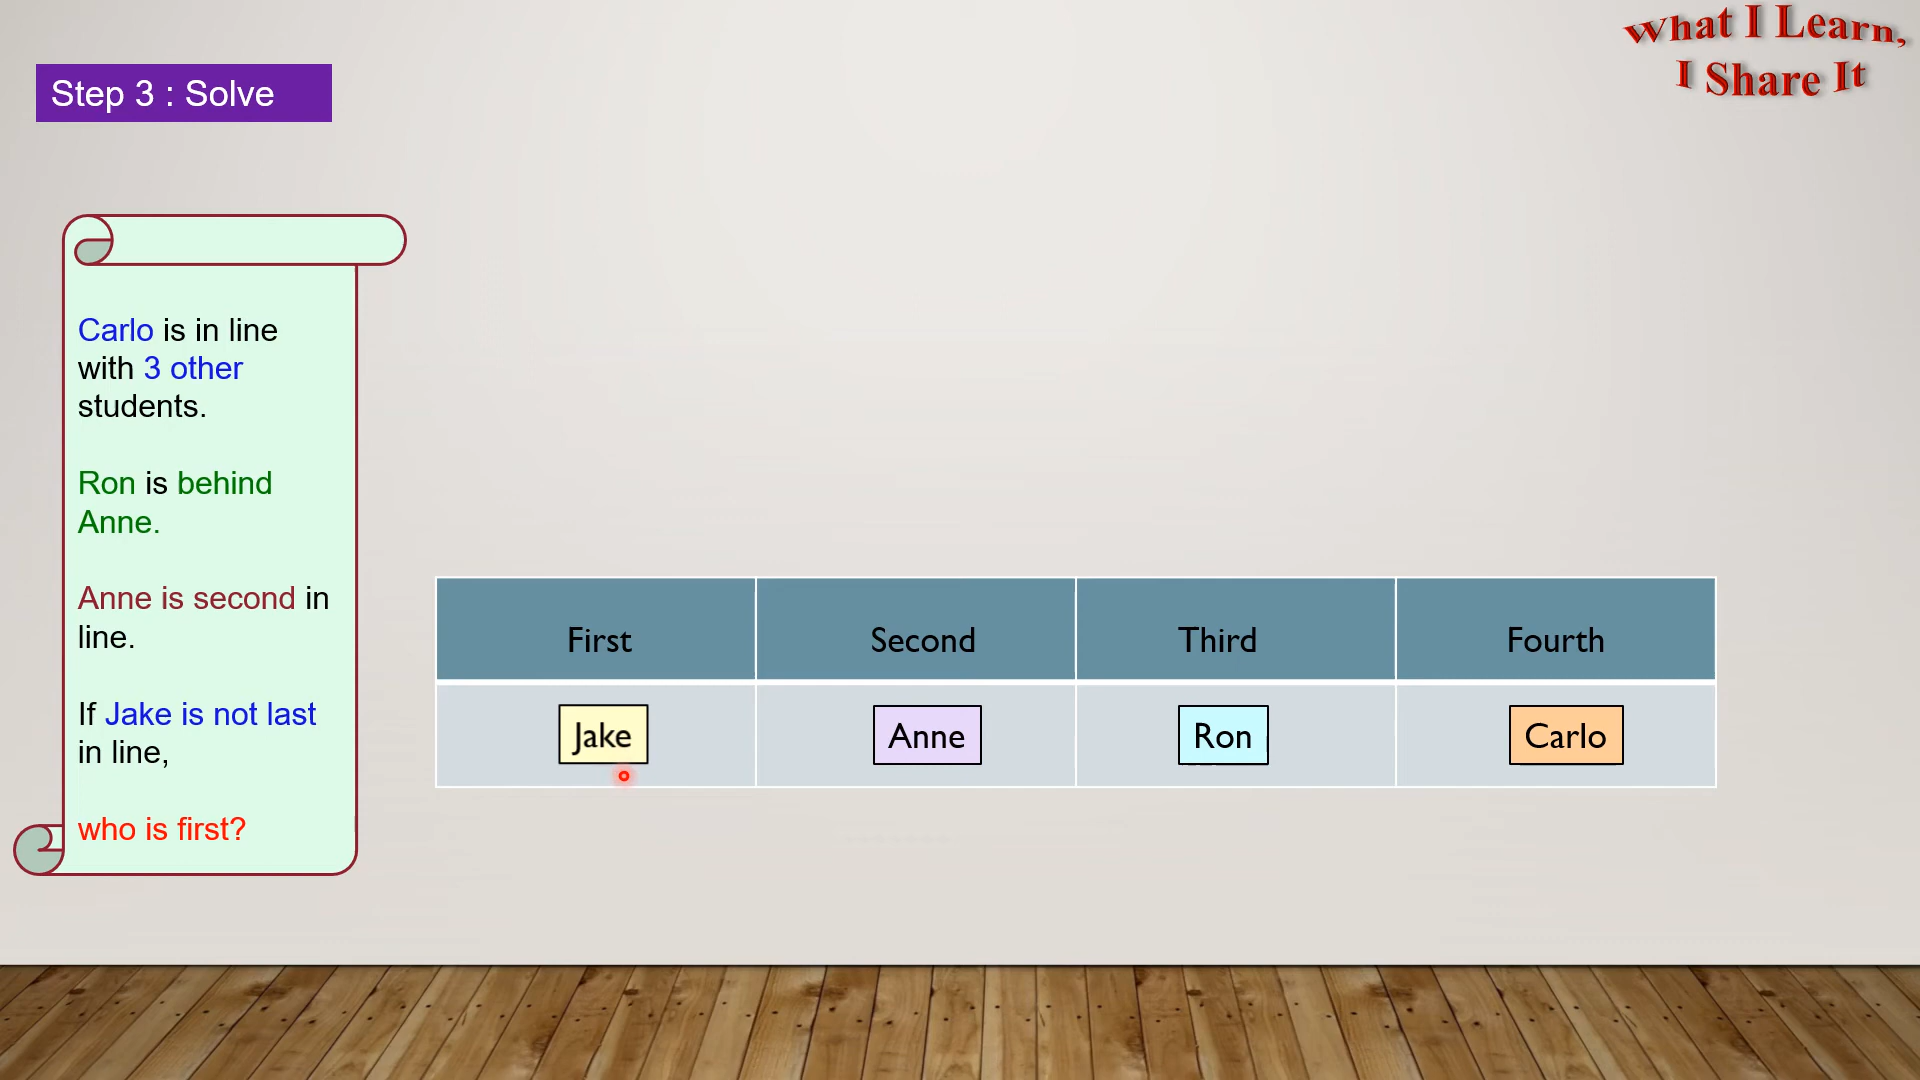 What I Learn,
I Share It
Step 3 : Solve
Carlo is in line
with 3 other
students.
Ron is behind
Anne.
Anne is second in
line.
If Jake is not last
in line,
who is first?
First Second Third Fourth
Jake Anne Ron Carlo